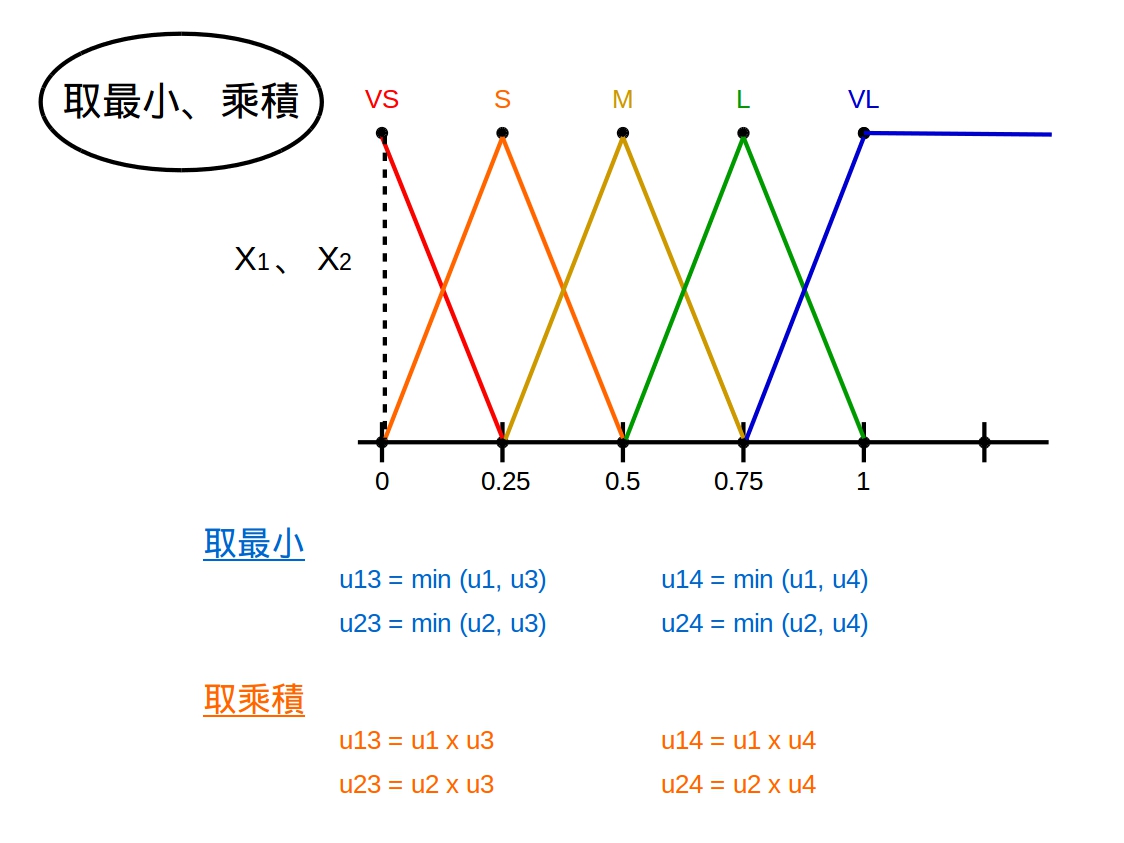 取最小、乘積
VS S M L VL
X1、 X2
0 0.25 0.5 0.75 1
取最小
u13 = min (u1, u3) u14 = min (u1, u4)
u23 = min (u2, u3) u24 = min (u2, u4)
取乘積
u13 = u1 x u3 u14 = u1 x u4
u23 = u2 x u3 u24 = u2 x u4